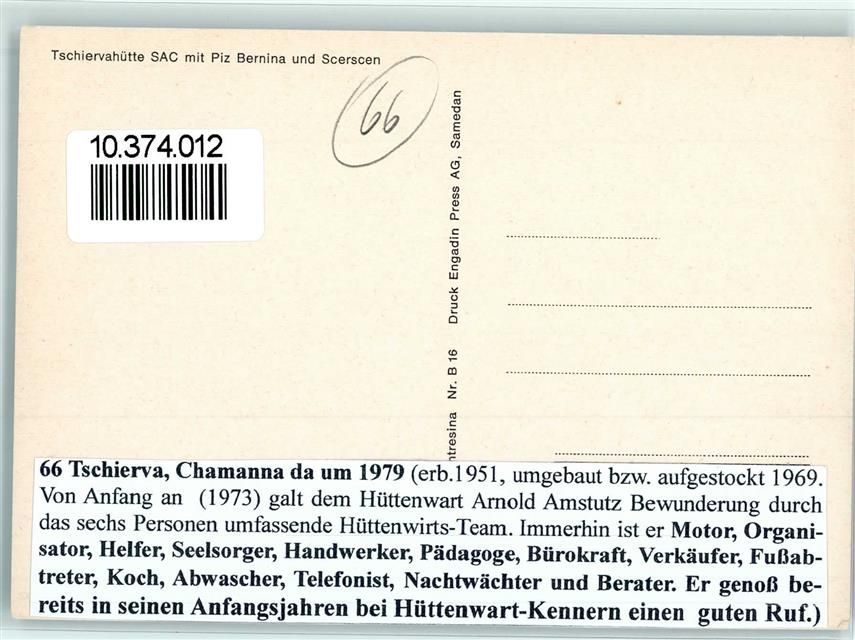 Tschiervahütte SAC mit Piz Bernina und Scerscen
66
10.374.012
ntresina Nr. B 16 Druck Engadin Press AG, Samedan
66 Tschierva, Chamanna da um 1979 (erb.1951, umgebaut bzw. aufgestockt 1969.
Von Anfang an (1973) galt dem Hüttenwart Arnold Amstutz Bewunderung durch
das sechs Personen umfassende Hüttenwirts-Team. Immerhin ist er Motor, Organi-
sator, Helfer, Seelsorger, Handwerker, Pädagoge, Bürokraft, Verkäufer, Fußab-
treter, Koch, Abwascher, Telefonist, Nachtwächter und Berater. Er genoß be-
reits in seinen Anfangsjahren bei Hüttenwart-Kennern einen guten Ruf.)